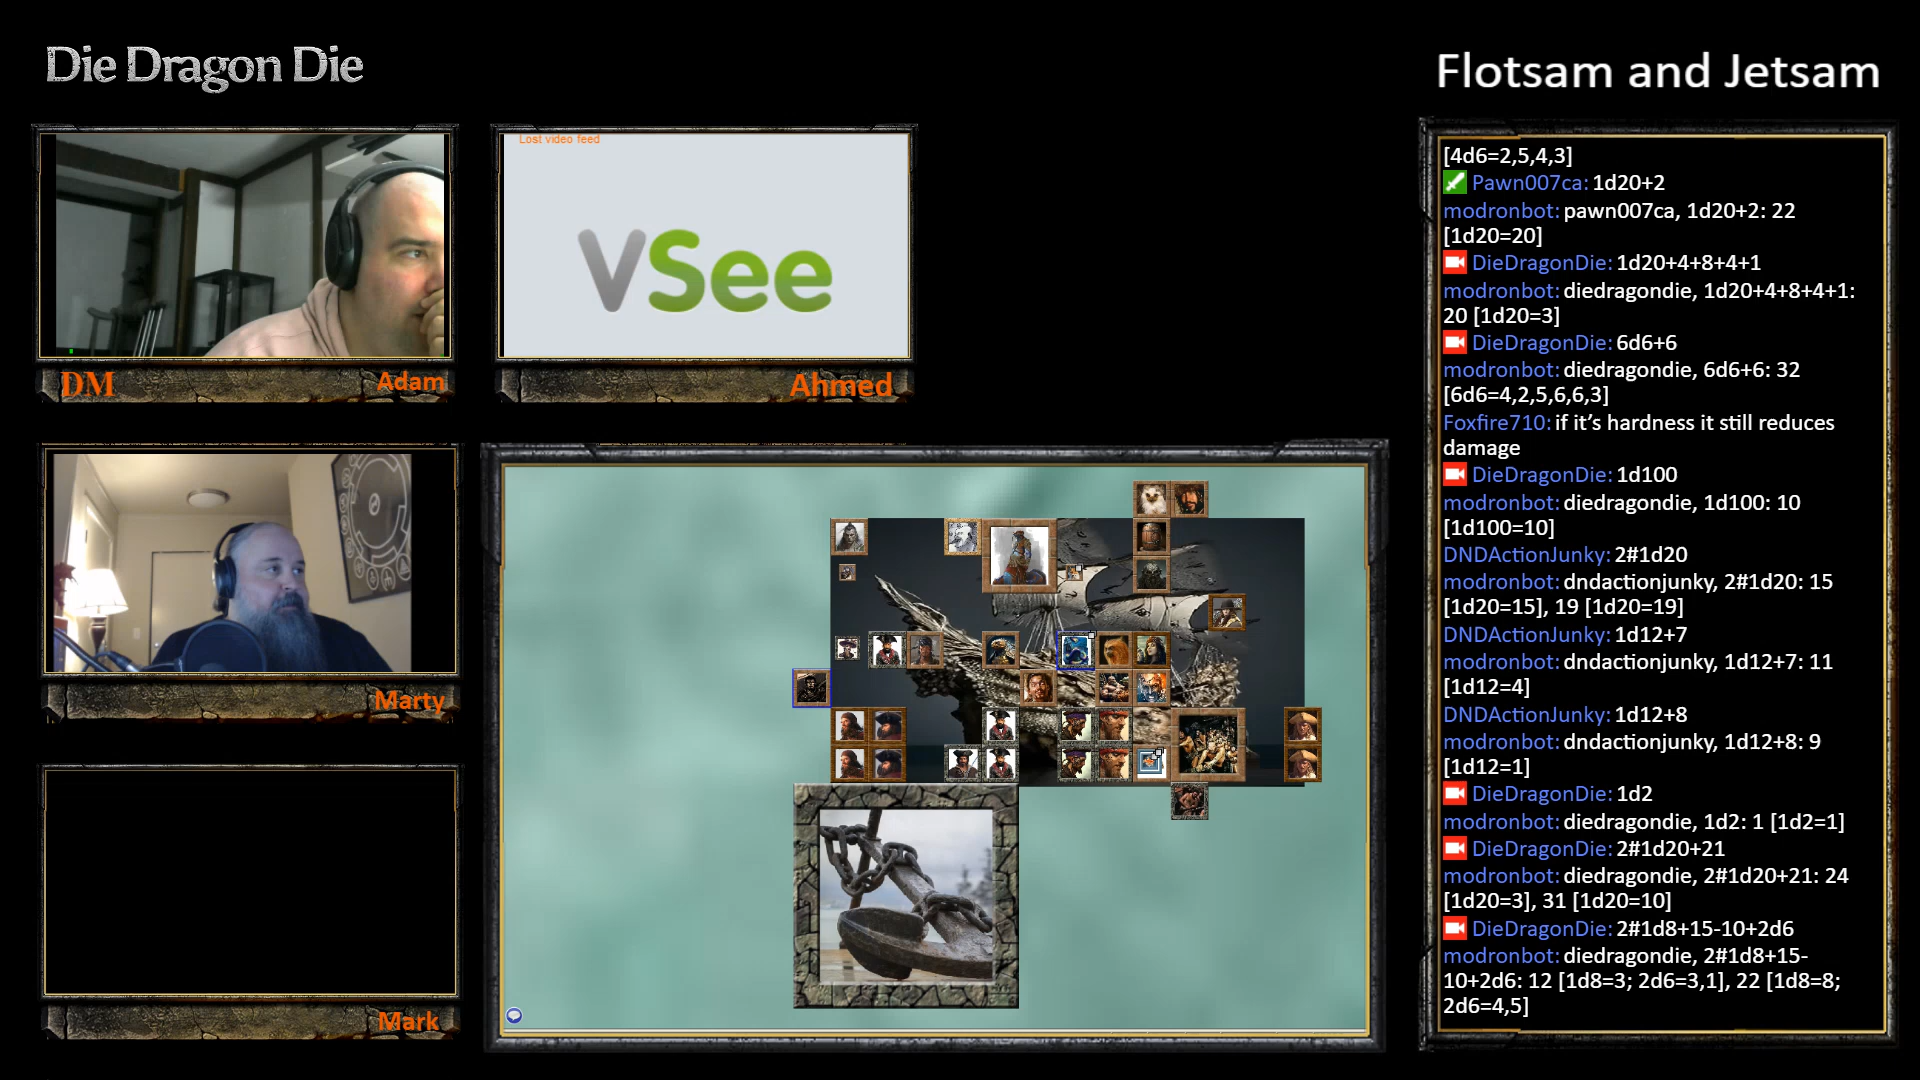 Die Dragon Die
Flotsam and Jetsam
Lost video feed
VSee
DM
Adam
Ahmed
Marty
Mark
[4d6=2,5,4,3]
Pawn007ca: 1d20+2
modronbot: pawn007ca, 1d20+2: 22
[1d20=20]
DieDragonDie: 1d20+4+8+4+1
modronbot: diedragondie, 1d20+4+8+4+1:
20 [1d20=3]
DieDragonDie: 6d6+6
modronbot: diedragondie, 6d6+6: 32
[6d6=4,2,5,6,6,3]
Foxfire710: if it's hardness it still reduces
damage
DieDragonDie: 1d100
modronbot: diedragondie, 1d100: 10
[1d100=10]
DNDActionJunky: 2#1d20
modronbot: dndactionjunky, 2#1d20: 15
[1d20=15], 19 [1d20=19]
DNDActionJunky: 1d12+7
modronbot: dndactionjunky, 1d12+7: 11
[1d12=4]
DNDActionJunky: 1d12+8
modronbot: dndactionjunky, 1d12+8: 9
[1d12=1]
DieDragonDie: 1d2
modronbot: diedragondie, 1d2: 1 [1d2=1]
DieDragonDie: 2#1d20+21
modronbot: diedragondie, 2#1d20+21: 24
[1d20=3], 31 [1d20=10]
DieDragonDie: 2#1d8+15-10+2d6
modronbot: diedragondie, 2#1d8+15-
10+2d6: 12 [1d8=3; 2d6=3,1], 22 [1d8=8;
2d6=4,5]